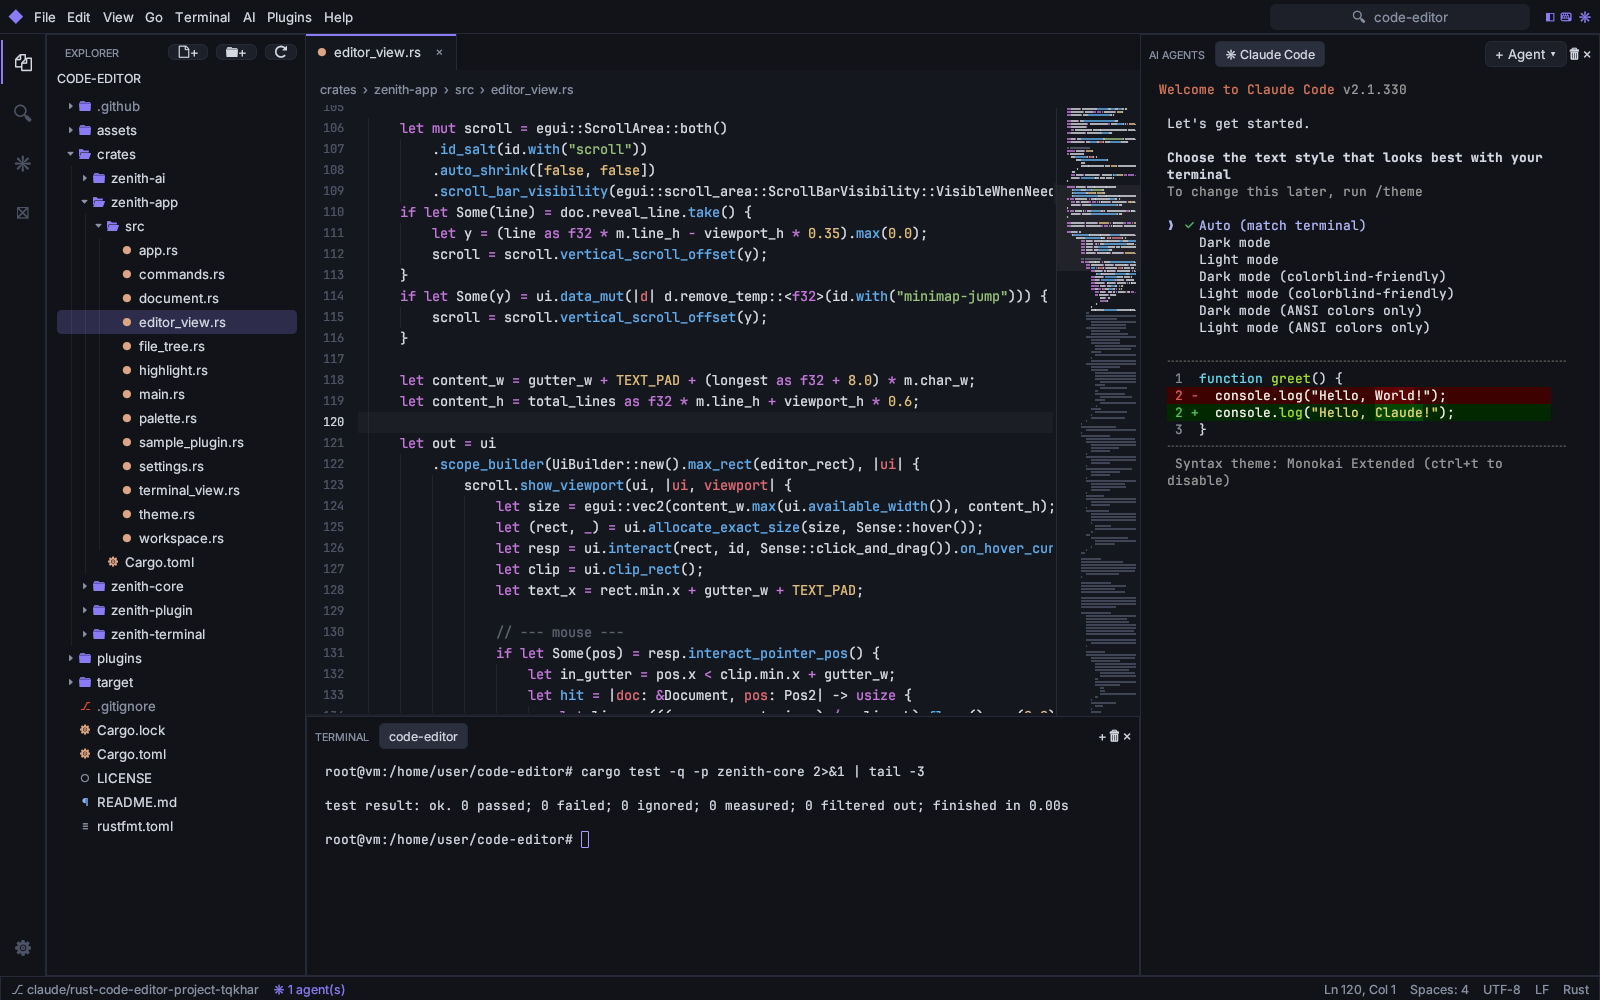 File Edit View Go Terminal AI Plugins Help
code-editor
EXPLORER
CODE-EDITOR
.github
assets
crates
zenith-ai
zenith-app
src
app.rs
commands.rs
document.rs
editor_view.rs
file_tree.rs
highlight.rs
main.rs
palette.rs
sample_plugin.rs
settings.rs
terminal_view.rs
theme.rs
workspace.rs
Cargo.toml
zenith-core
zenith-plugin
zenith-terminal
plugins
target
.gitignore
Cargo.lock
Cargo.toml
LICENSE
README.md
rustfmt.toml
editor_view.rs ×
crates › zenith-app › src › editor_view.rs
105
106 let mut scroll = egui::ScrollArea::both()
107 .id_salt(id.with("scroll"))
108 .auto_shrink([false, false])
109 .scroll_bar_visibility(egui::scroll_area::ScrollBarVisibility::VisibleWhenNeed
110 if let Some(line) = doc.reveal_line.take() {
111 let y = (line as f32 * m.line_h - viewport_h * 0.35).max(0.0);
112 scroll = scroll.vertical_scroll_offset(y);
113 }
114 if let Some(y) = ui.data_mut(|d| d.remove_temp::<f32>(id.with("minimap-jump"))) {
115 scroll = scroll.vertical_scroll_offset(y);
116 }
117
118 let content_w = gutter_w + TEXT_PAD + (longest as f32 + 8.0) * m.char_w;
119 let content_h = total_lines as f32 * m.line_h + viewport_h * 0.6;
120
121 let out = ui
122 .scope_builder(UiBuilder::new().max_rect(editor_rect), |ui| {
123 scroll.show_viewport(ui, |ui, viewport| {
124 let size = egui::vec2(content_w.max(ui.available_width()), content_h);
125 let (rect, _) = ui.allocate_exact_size(size, Sense::hover());
126 let resp = ui.interact(rect, id, Sense::click_and_drag()).on_hover_cur
127 let clip = ui.clip_rect();
128 let text_x = rect.min.x + gutter_w + TEXT_PAD;
129
130 // --- mouse ---
131 if let Some(pos) = resp.interact_pointer_pos() {
132 let in_gutter = pos.x < clip.min.x + gutter_w;
133 let hit = |doc: &Document, pos: Pos2| -> usize {
TERMINAL code-editor + ×
root@vm:/home/user/code-editor# cargo test -q -p zenith-core 2>&1 | tail -3
test result: ok. 0 passed; 0 failed; 0 ignored; 0 measured; 0 filtered out; finished in 0.00s
root@vm:/home/user/code-editor#
AI AGENTS Claude Code + Agent ▾ ×
Welcome to Claude Code v2.1.330
Let's get started.
Choose the text style that looks best with your
terminal
To change this later, run /theme
❯ ✓ Auto (match terminal)
Dark mode
Light mode
Dark mode (colorblind-friendly)
Light mode (colorblind-friendly)
Dark mode (ANSI colors only)
Light mode (ANSI colors only)
1 function greet() {
2 - console.log("Hello, World!");
2 + console.log("Hello, Claude!");
3 }
Syntax theme: Monokai Extended (ctrl+t to
disable)
claude/rust-code-editor-project-tqkhar 1 agent(s)
Ln 120, Col 1 Spaces: 4 UTF-8 LF Rust